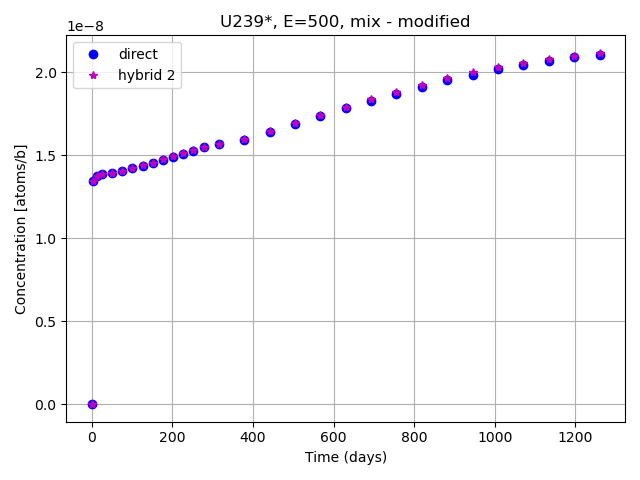 U239*, E=500, mix - modified
1e−8
direct
hybrid 2
2.0
1.5
1.0
0.5
0.0
Concentration [atoms/b]
0 200 400 600 800 1000 1200
Time (days)